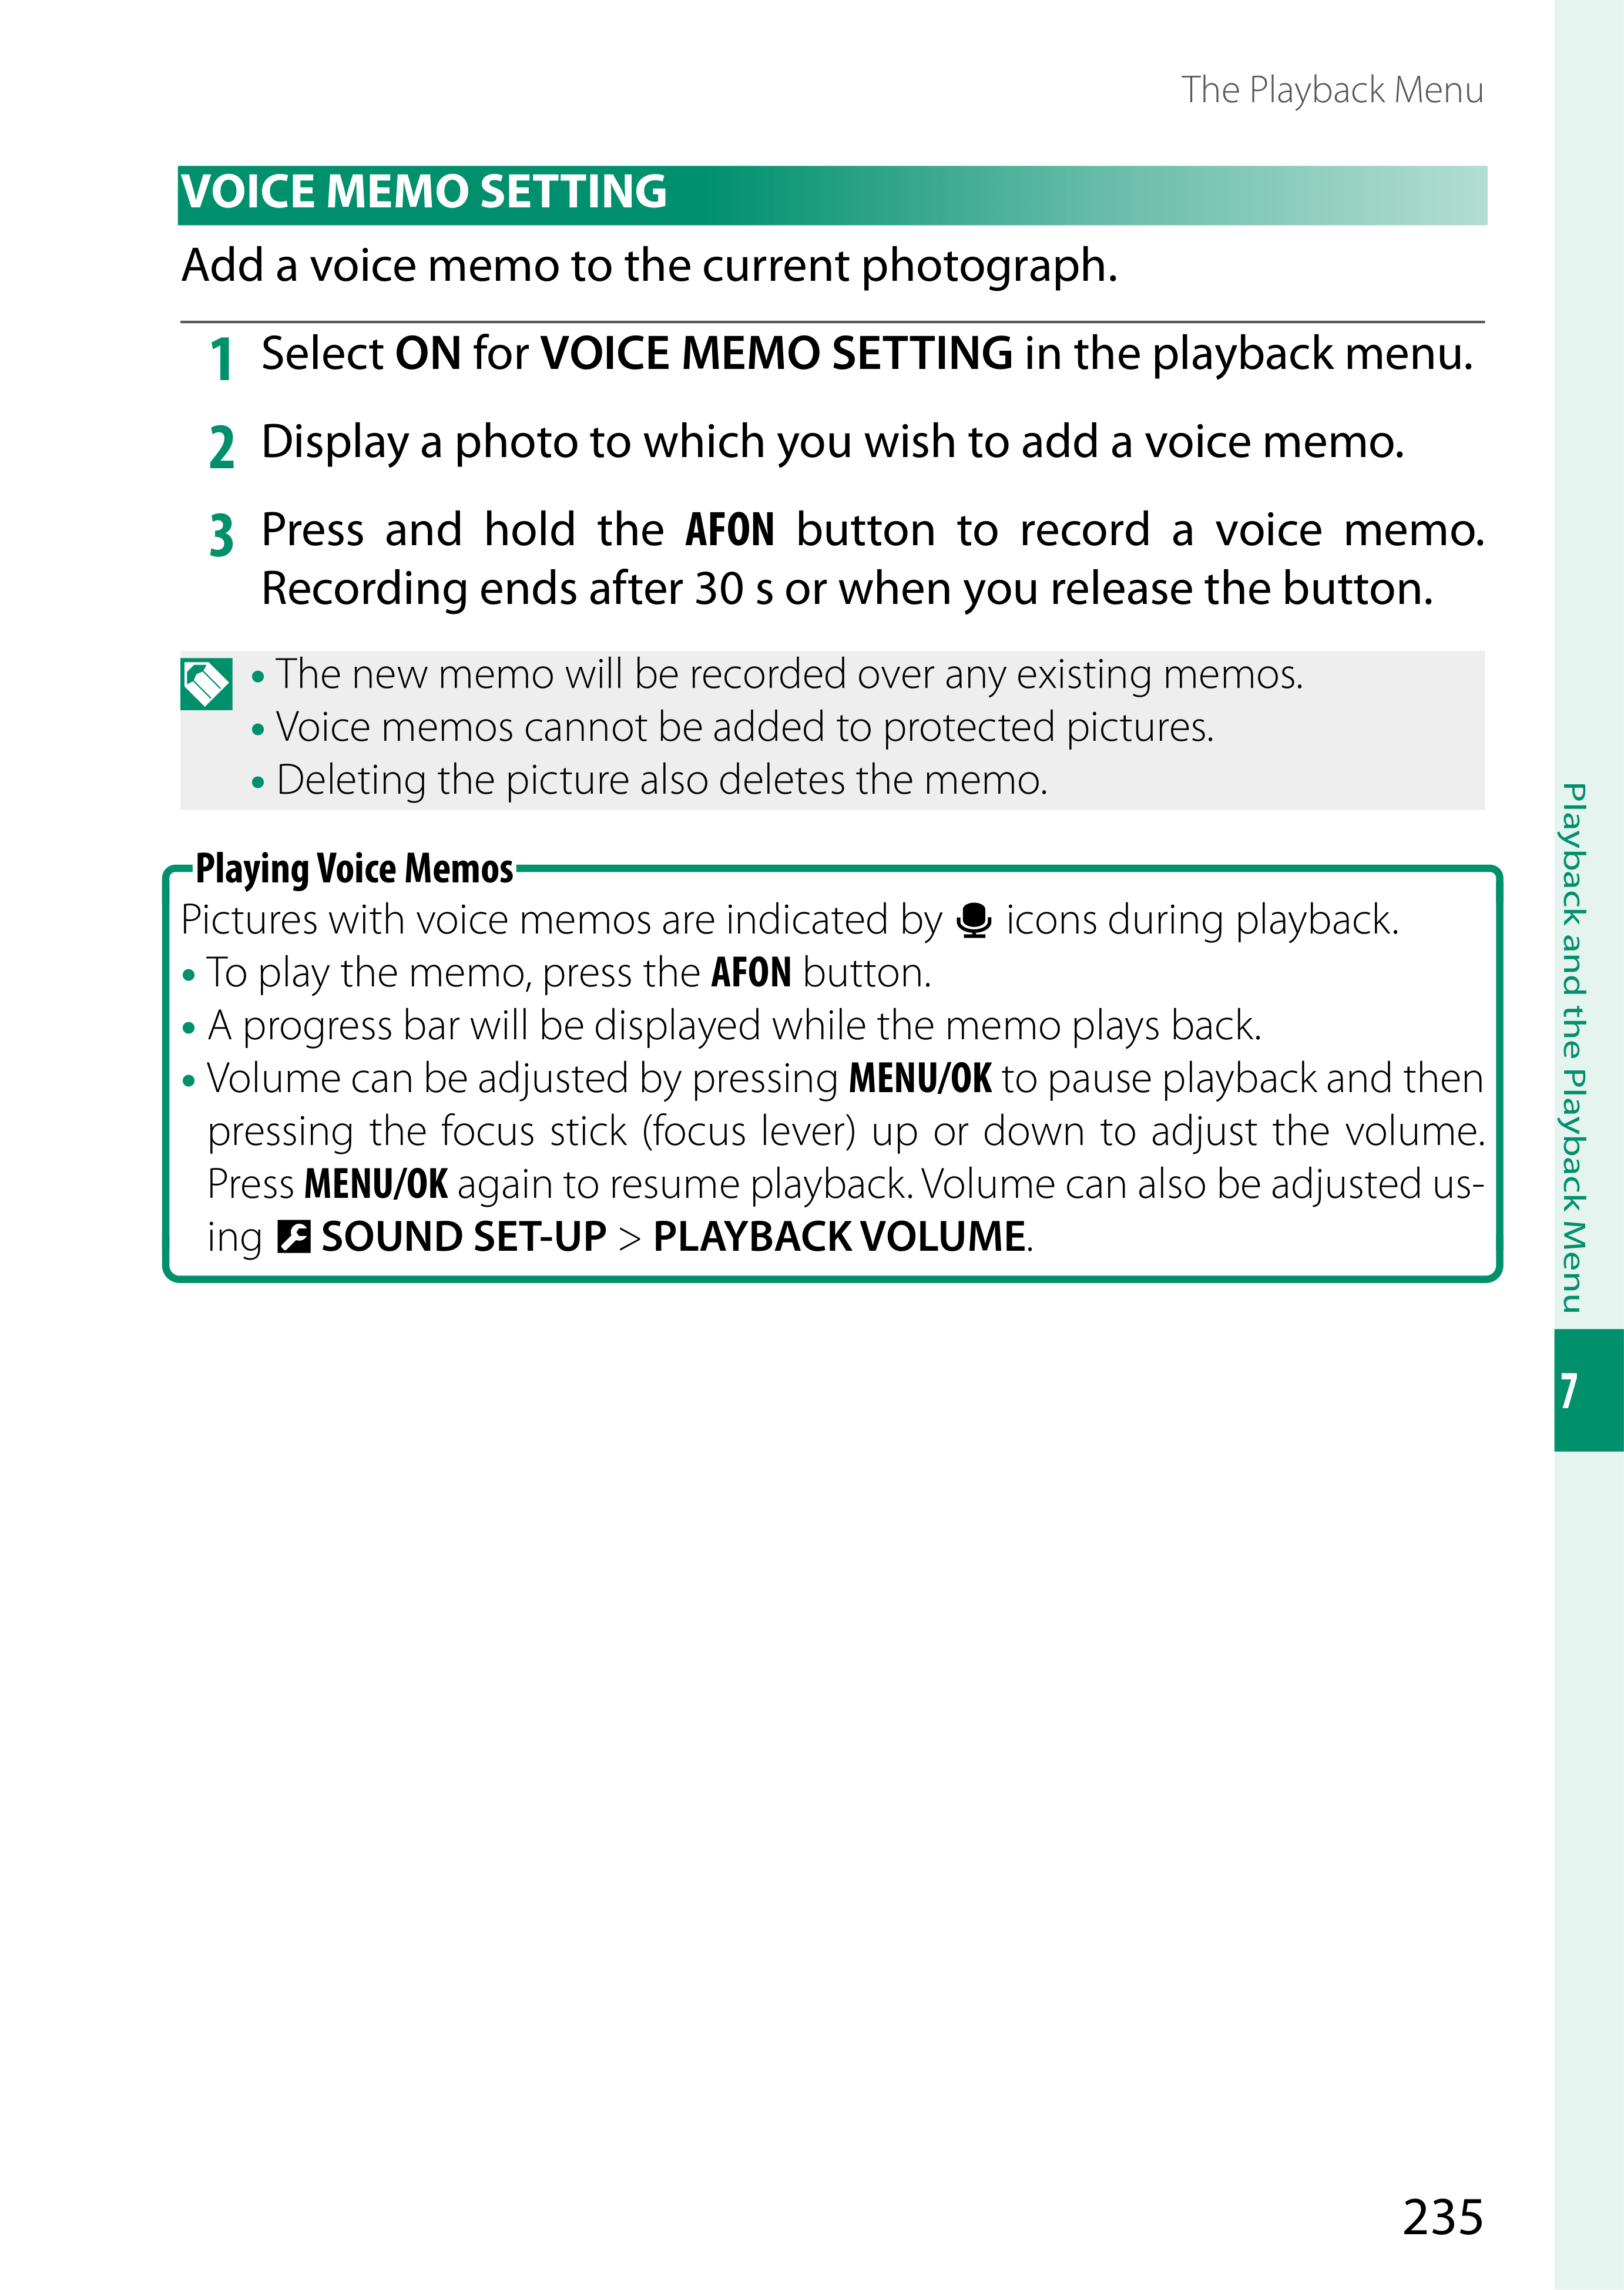 The Playback Menu
VOICE MEMO SETTING
Add a voice memo to the current photograph.
1 Select ON for VOICE MEMO SETTING in the playback menu.
2 Display a photo to which you wish to add a voice memo.
3 Press and hold the AFON button to record a voice memo.
Recording ends after 30 s or when you release the button.
• The new memo will be recorded over any existing memos.
• Voice memos cannot be added to protected pictures.
• Deleting the picture also deletes the memo.
Playing Voice Memos
Pictures with voice memos are indicated by icons during playback.
• To play the memo, press the AFON button.
• A progress bar will be displayed while the memo plays back.
• Volume can be adjusted by pressing MENU/OK to pause playback and then
pressing the focus stick (focus lever) up or down to adjust the volume.
Press MENU/OK again to resume playback. Volume can also be adjusted us-
ing SOUND SET-UP > PLAYBACK VOLUME.
Playback and the Playback Menu
7
235